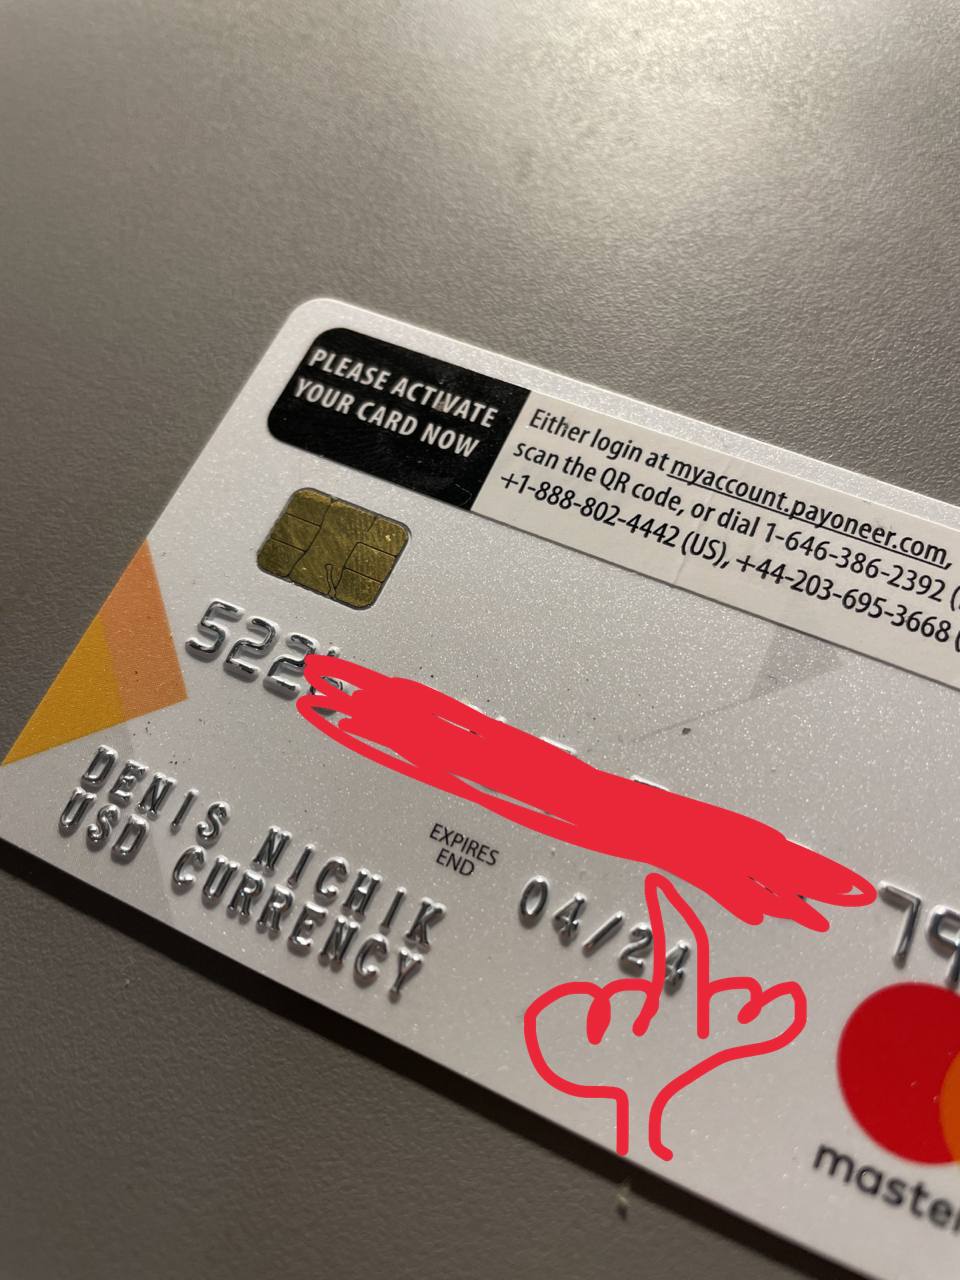 PLEASE ACTIVATE
YOUR CARD NOW
Either login at myaccount.payoneer.com,
scan the QR code, or dial 1-646-386-2392
+1-888-802-4442 (US), +44-203-695-3668
522
79
EXPIRES
END
04/24
DENIS NICHIK
USD CURRENCY